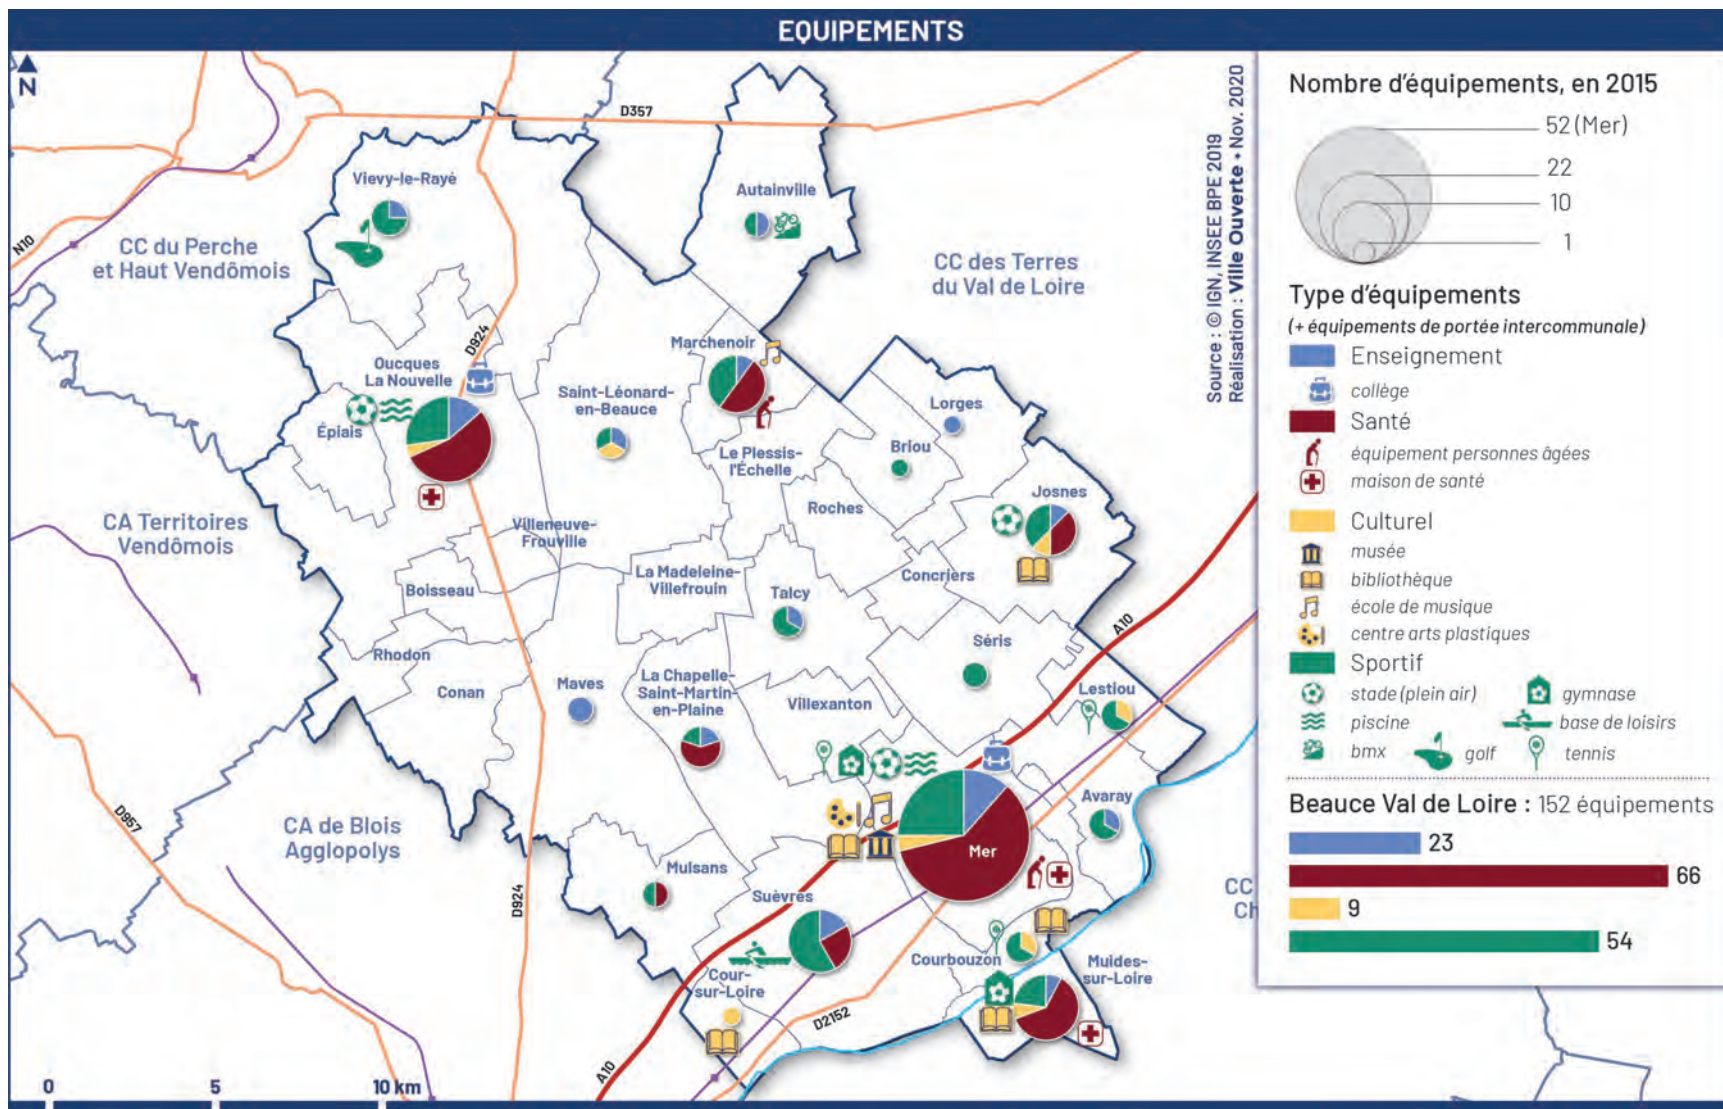 EQUIPEMENTS
N
D357
Vievy-le-Rayé
Autainville
N10
CC du Perche
et Haut Vendômois
CC des Terres
du Val de Loire
D924
Marchenoir
Oucques
La Nouvelle
Saint-Léonard-
en-Beauce
Lorges
Épiais
Briou
Le Plessis-
l'Échelle
Josnes
Roches
CA Territoires
Vendômois
Villeneuve-
Frouville
La Madeleine-
Villefrouin
Concriers
Boisseau
Talcy
A10
Séris
Rhodon
Conan
Maves
La Chapelle-
Saint-Martin-
en-Plaine
Villexanton
Lestiou
Avaray
D957
CA de Blois
Agglopolys
Mer
Mulsans
Suèvres
CC
Ch
D924
Courbouzon
Muides-
sur-Loire
Cour-
sur-Loire
D2152
A10
0 5 10 km
Source : © IGN, INSEE BPE 2019
Réalisation : Ville Ouverte • Nov. 2020
Nombre d'équipements, en 2015
52 (Mer)
22
10
1
Type d'équipements
(+ équipements de portée intercommunale)
Enseignement
collège
Santé
équipement personnes âgées
maison de santé
Culturel
musée
bibliothèque
école de musique
centre arts plastiques
Sportif
stade (plein air) gymnase
piscine base de loisirs
bmx golf tennis
Beauce Val de Loire : 152 équipements
23
66
9
54